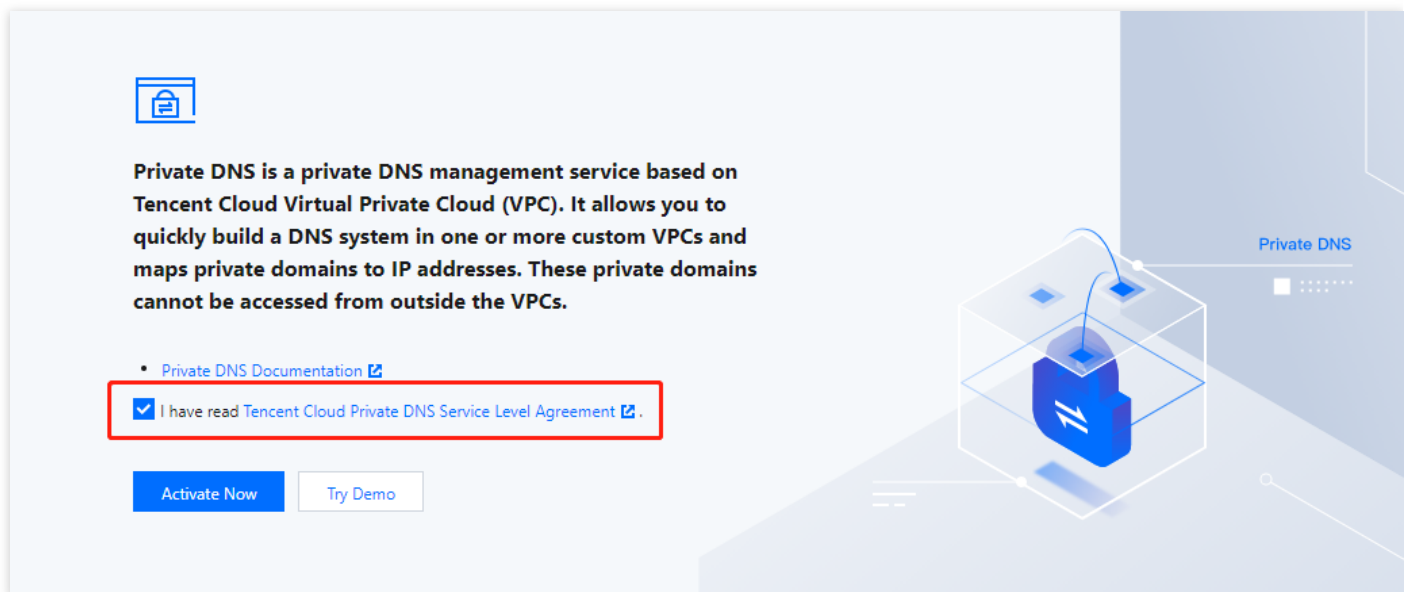 Private DNS is a private DNS management service based on
Tencent Cloud Virtual Private Cloud (VPC). It allows you to
quickly build a DNS system in one or more custom VPCs and
maps private domains to IP addresses. These private domains
cannot be accessed from outside the VPCs.
Private DNS
• Private DNS Documentation
I have read Tencent Cloud Private DNS Service Level Agreement .
Activate Now
Try Demo